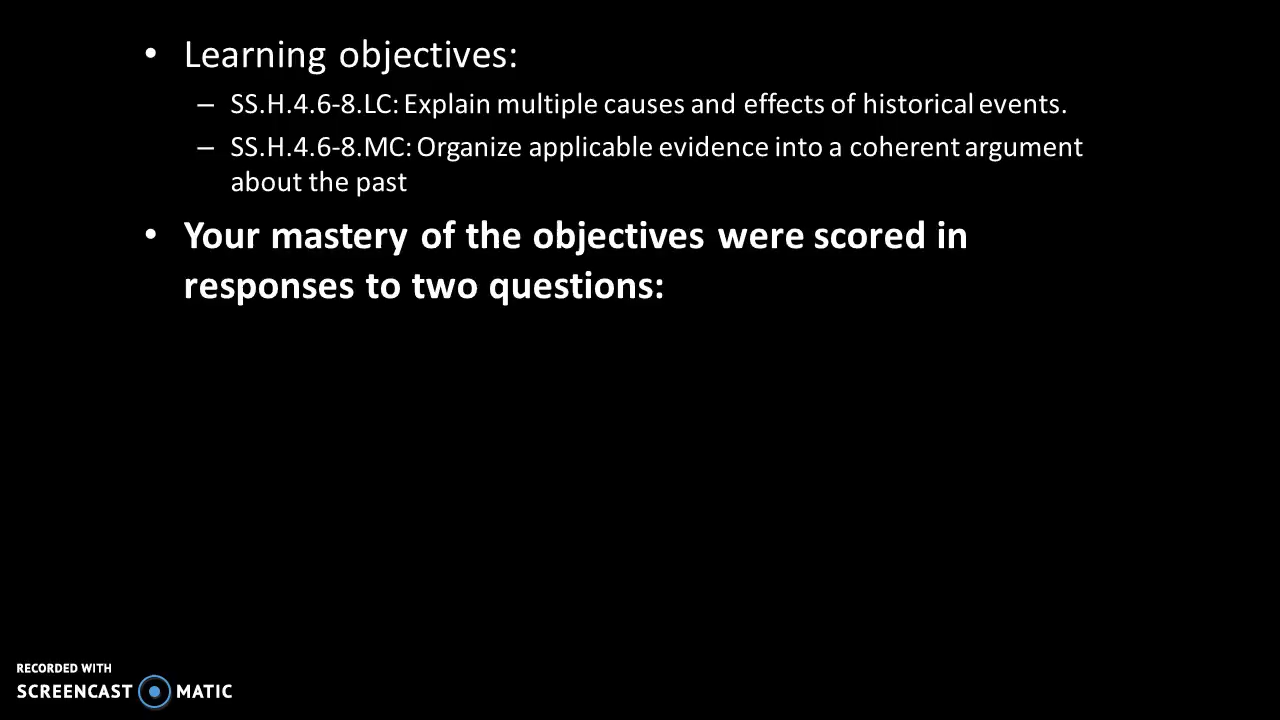 • Learning objectives:
– SS.H.4.6-8.LC: Explain multiple causes and effects of historical events.
– SS.H.4.6-8.MC: Organize applicable evidence into a coherent argument
about the past
• Your mastery of the objectives were scored in
responses to two questions:
RECORDED WITH
SCREENCAST MATIC